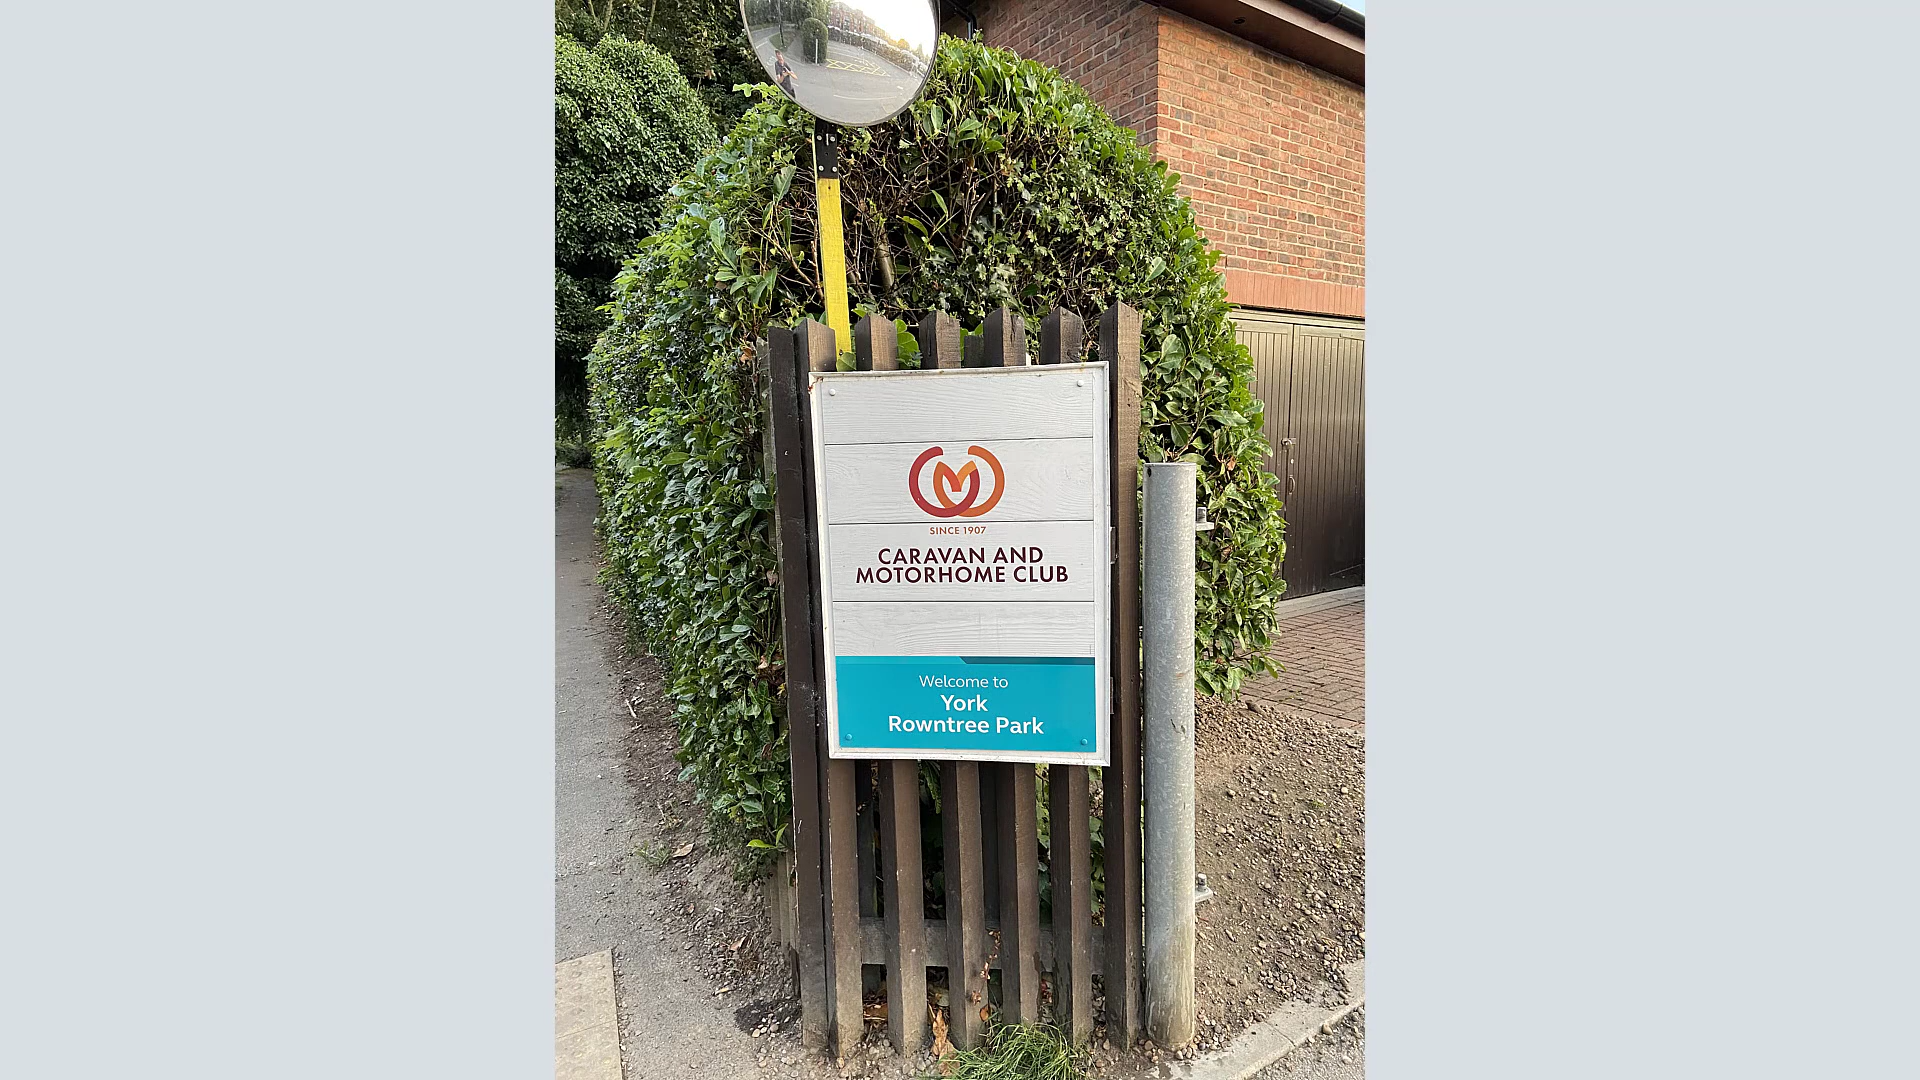 SINCE 1907
CARAVAN AND
MOTORHOME CLUB
Welcome to
York
Rowntree Park